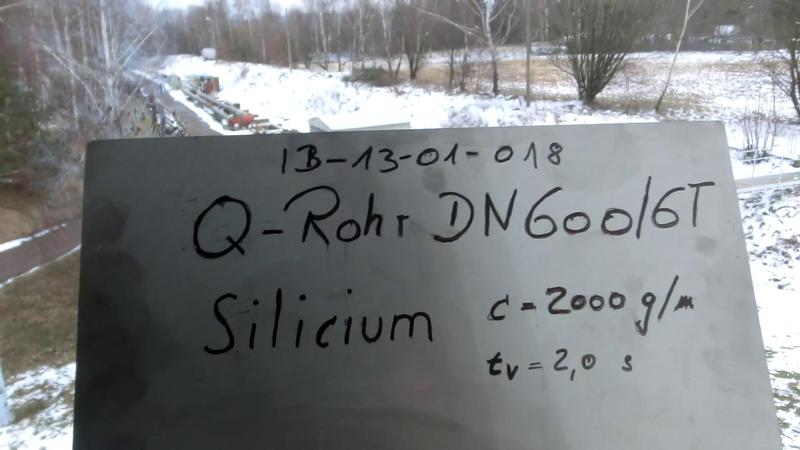 IB-13-01-018
Q-Rohr DN600/6T
Silicium c = 2000 g/m
tv = 2,0 s